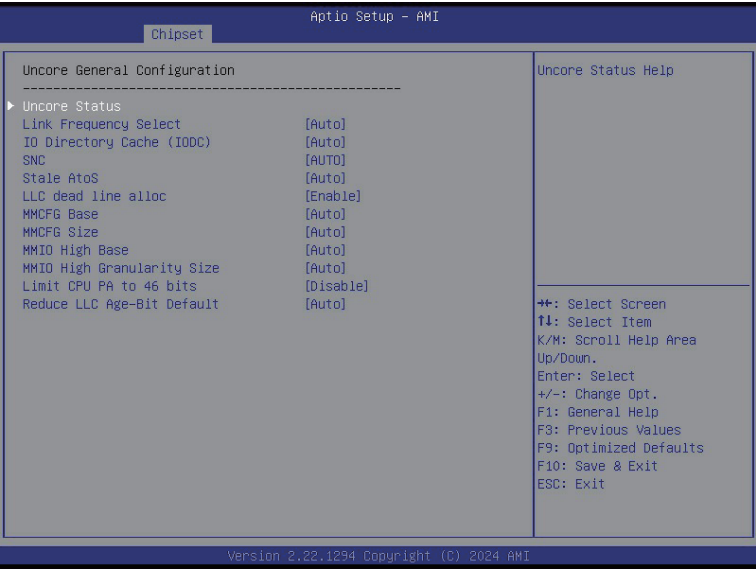 Aptio Setup – AMI
Chipset
Uncore General Configuration
------------------------------------------------
Uncore Status
Link Frequency Select [Auto]
IO Directory Cache (IODC) [Auto]
SNC [AUTO]
Stale AtoS [Auto]
LLC dead line alloc [Enable]
MMCFG Base [Auto]
MMCFG Size [Auto]
MMIO High Base [Auto]
MMIO High Granularity Size [Auto]
Limit CPU PA to 46 bits [Disable]
Reduce LLC Age-Bit Default [Auto]
Uncore Status Help
→←: Select Screen
↑↓: Select Item
K/M: Scroll Help Area
Up/Down.
Enter: Select
+/-: Change Opt.
F1: General Help
F3: Previous Values
F9: Optimized Defaults
F10: Save & Exit
ESC: Exit
Version 2.22.1294 Copyright (C) 2024 AMI